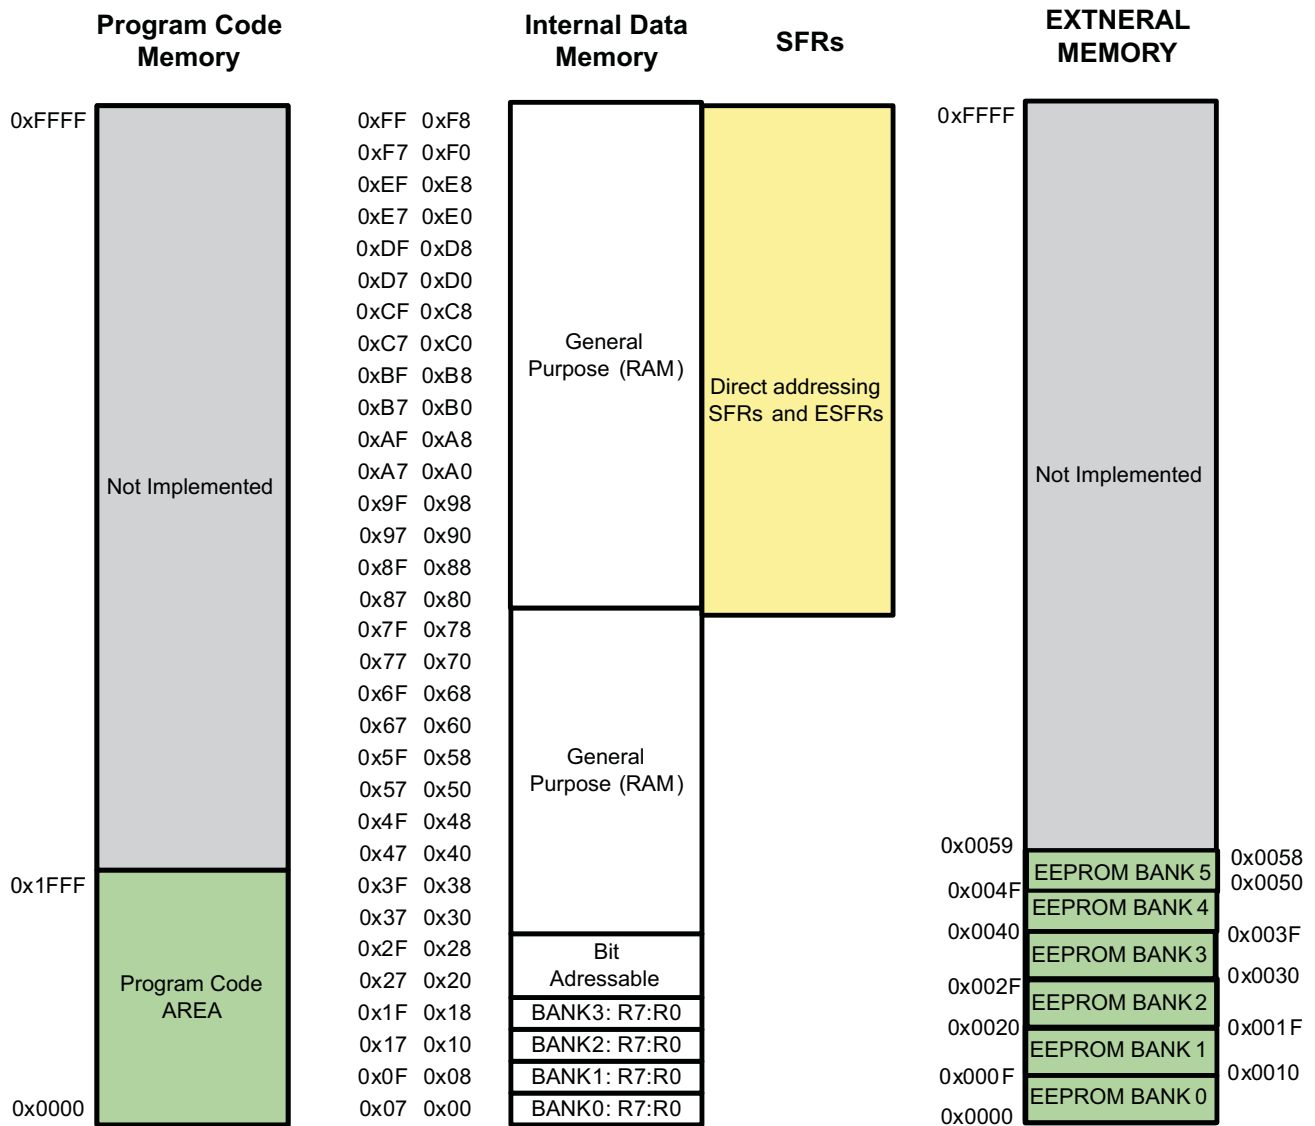 Program Code
Memory
0xFFFF
Not Implemented
0x1FFF
Program Code
AREA
0x0000
Internal Data
Memory
SFRs
0xFF 0xF8
0xF7 0xF0
0xEF 0xE8
0xE7 0xE0
0xDF 0xD8
0xD7 0xD0
0xCF 0xC8
0xC7 0xC0
0xBF 0xB8
0xB7 0xB0
0xAF 0xA8
0xA7 0xA0
0x9F 0x98
0x97 0x90
0x8F 0x88
0x87 0x80
0x7F 0x78
0x77 0x70
0x6F 0x68
0x67 0x60
0x5F 0x58
0x57 0x50
0x4F 0x48
0x47 0x40
0x3F 0x38
0x37 0x30
0x2F 0x28
0x27 0x20
0x1F 0x18
0x17 0x10
0x0F 0x08
0x07 0x00
General
Purpose (RAM)
General
Purpose (RAM)
Bit
Adressable
BANK3: R7:R0
BANK2: R7:R0
BANK1: R7:R0
BANK0: R7:R0
Direct addressing
SFRs and ESFRs
EXTNERAL
MEMORY
0xFFFF
Not Implemented
0x0059
0x0058
EEPROM BANK 5
0x0050
0x004F
EEPROM BANK 4
0x0040
0x003F
EEPROM BANK 3
0x0030
0x002F
EEPROM BANK 2
0x0020
0x001F
EEPROM BANK 1
0x0010
0x000F
EEPROM BANK 0
0x0000